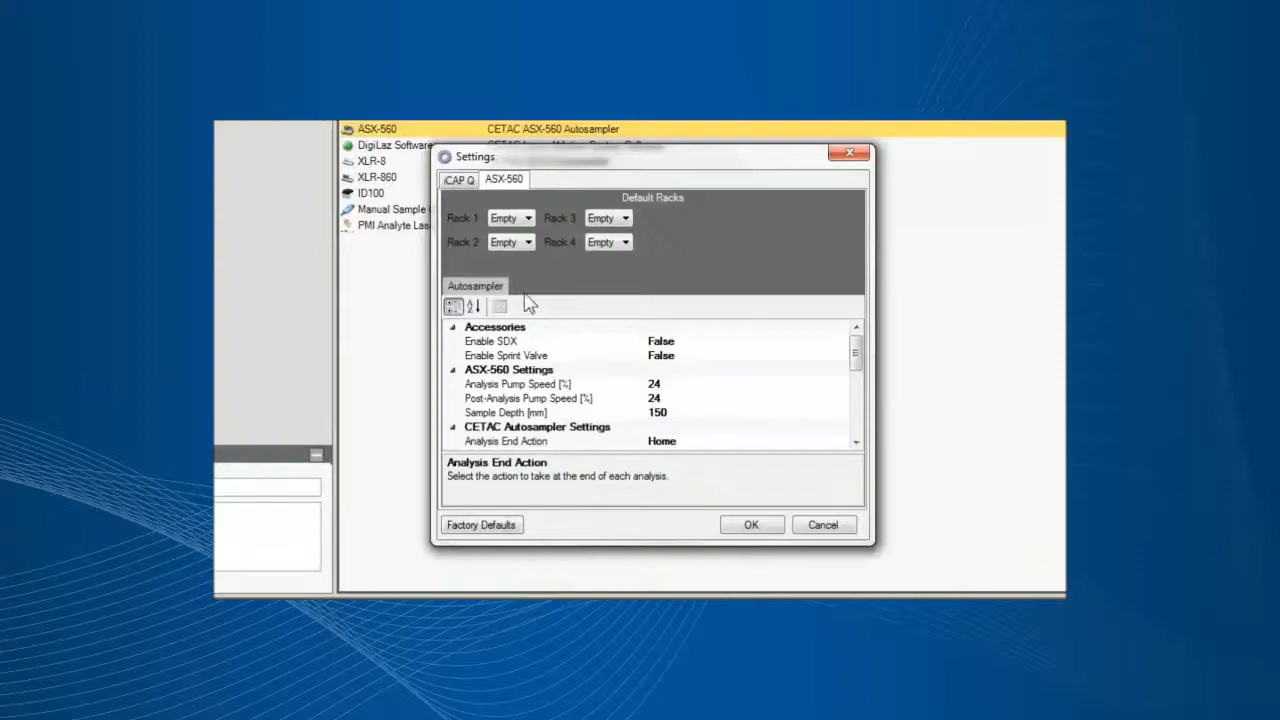 ASX-560 CETAC ASX-560 Autosampler
DigiLaz Software
XLR-8
XLR-860
ID100
Manual Sample
PMI Analyte Las
Settings
iCAP Q ASX-560
Default Racks
Rack 1 Empty Rack 3 Empty
Rack 2 Empty Rack 4 Empty
Autosampler
Accessories
Enable SDX False
Enable Sprint Valve False
ASX-560 Settings
Analysis Pump Speed [%] 24
Post-Analysis Pump Speed [%] 24
Sample Depth [mm] 150
CETAC Autosampler Settings
Analysis End Action Home
Analysis End Action
Select the action to take at the end of each analysis.
Factory Defaults OK Cancel